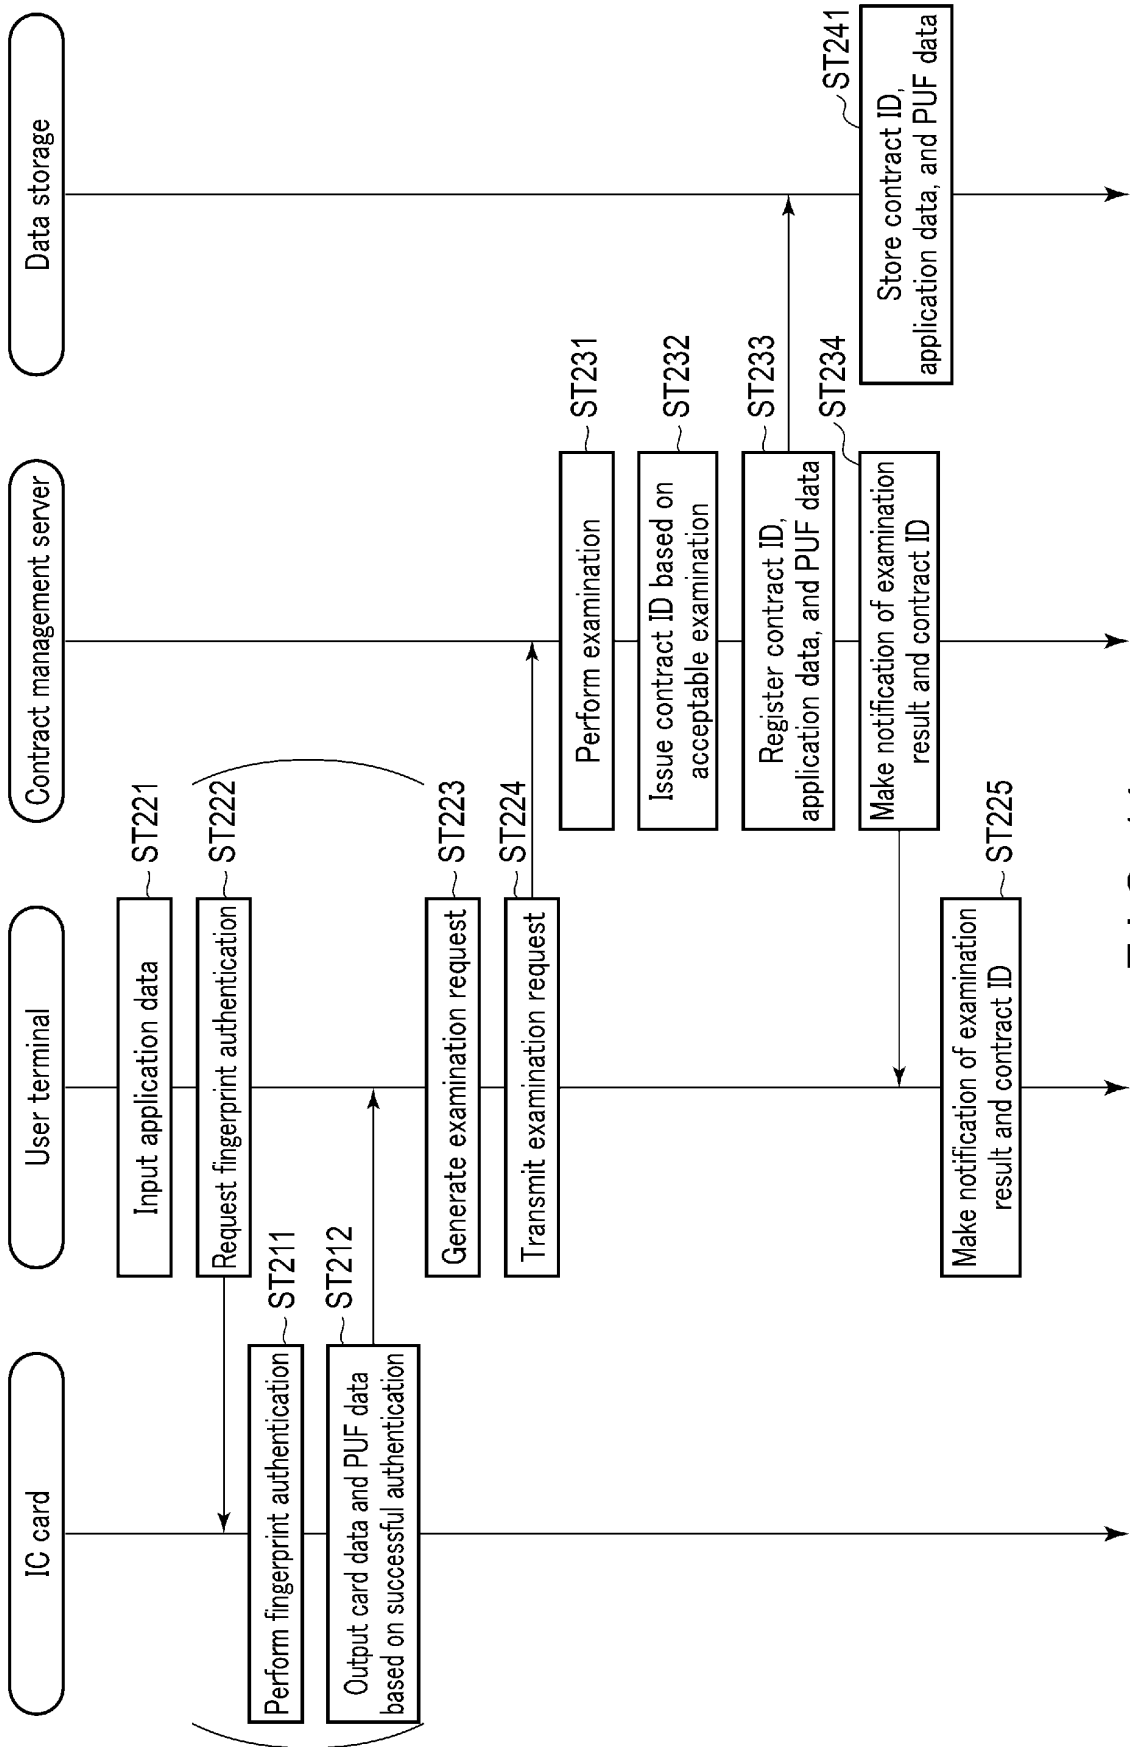 IC card
User terminal
Contract management server
Data storage
Input application data
ST221
Request fingerprint authentication
ST222
Perform fingerprint authentication
ST211
Output card data and PUF data
based on successful authentication
ST212
Generate examination request
ST223
Transmit examination request
ST224
Perform examination
ST231
Issue contract ID based on
acceptable examination
ST232
Register contract ID,
application data, and PUF data
ST233
Make notification of examination
result and contract ID
ST234
Store contract ID,
application data, and PUF data
ST241
Make notification of examination
result and contract ID
ST225